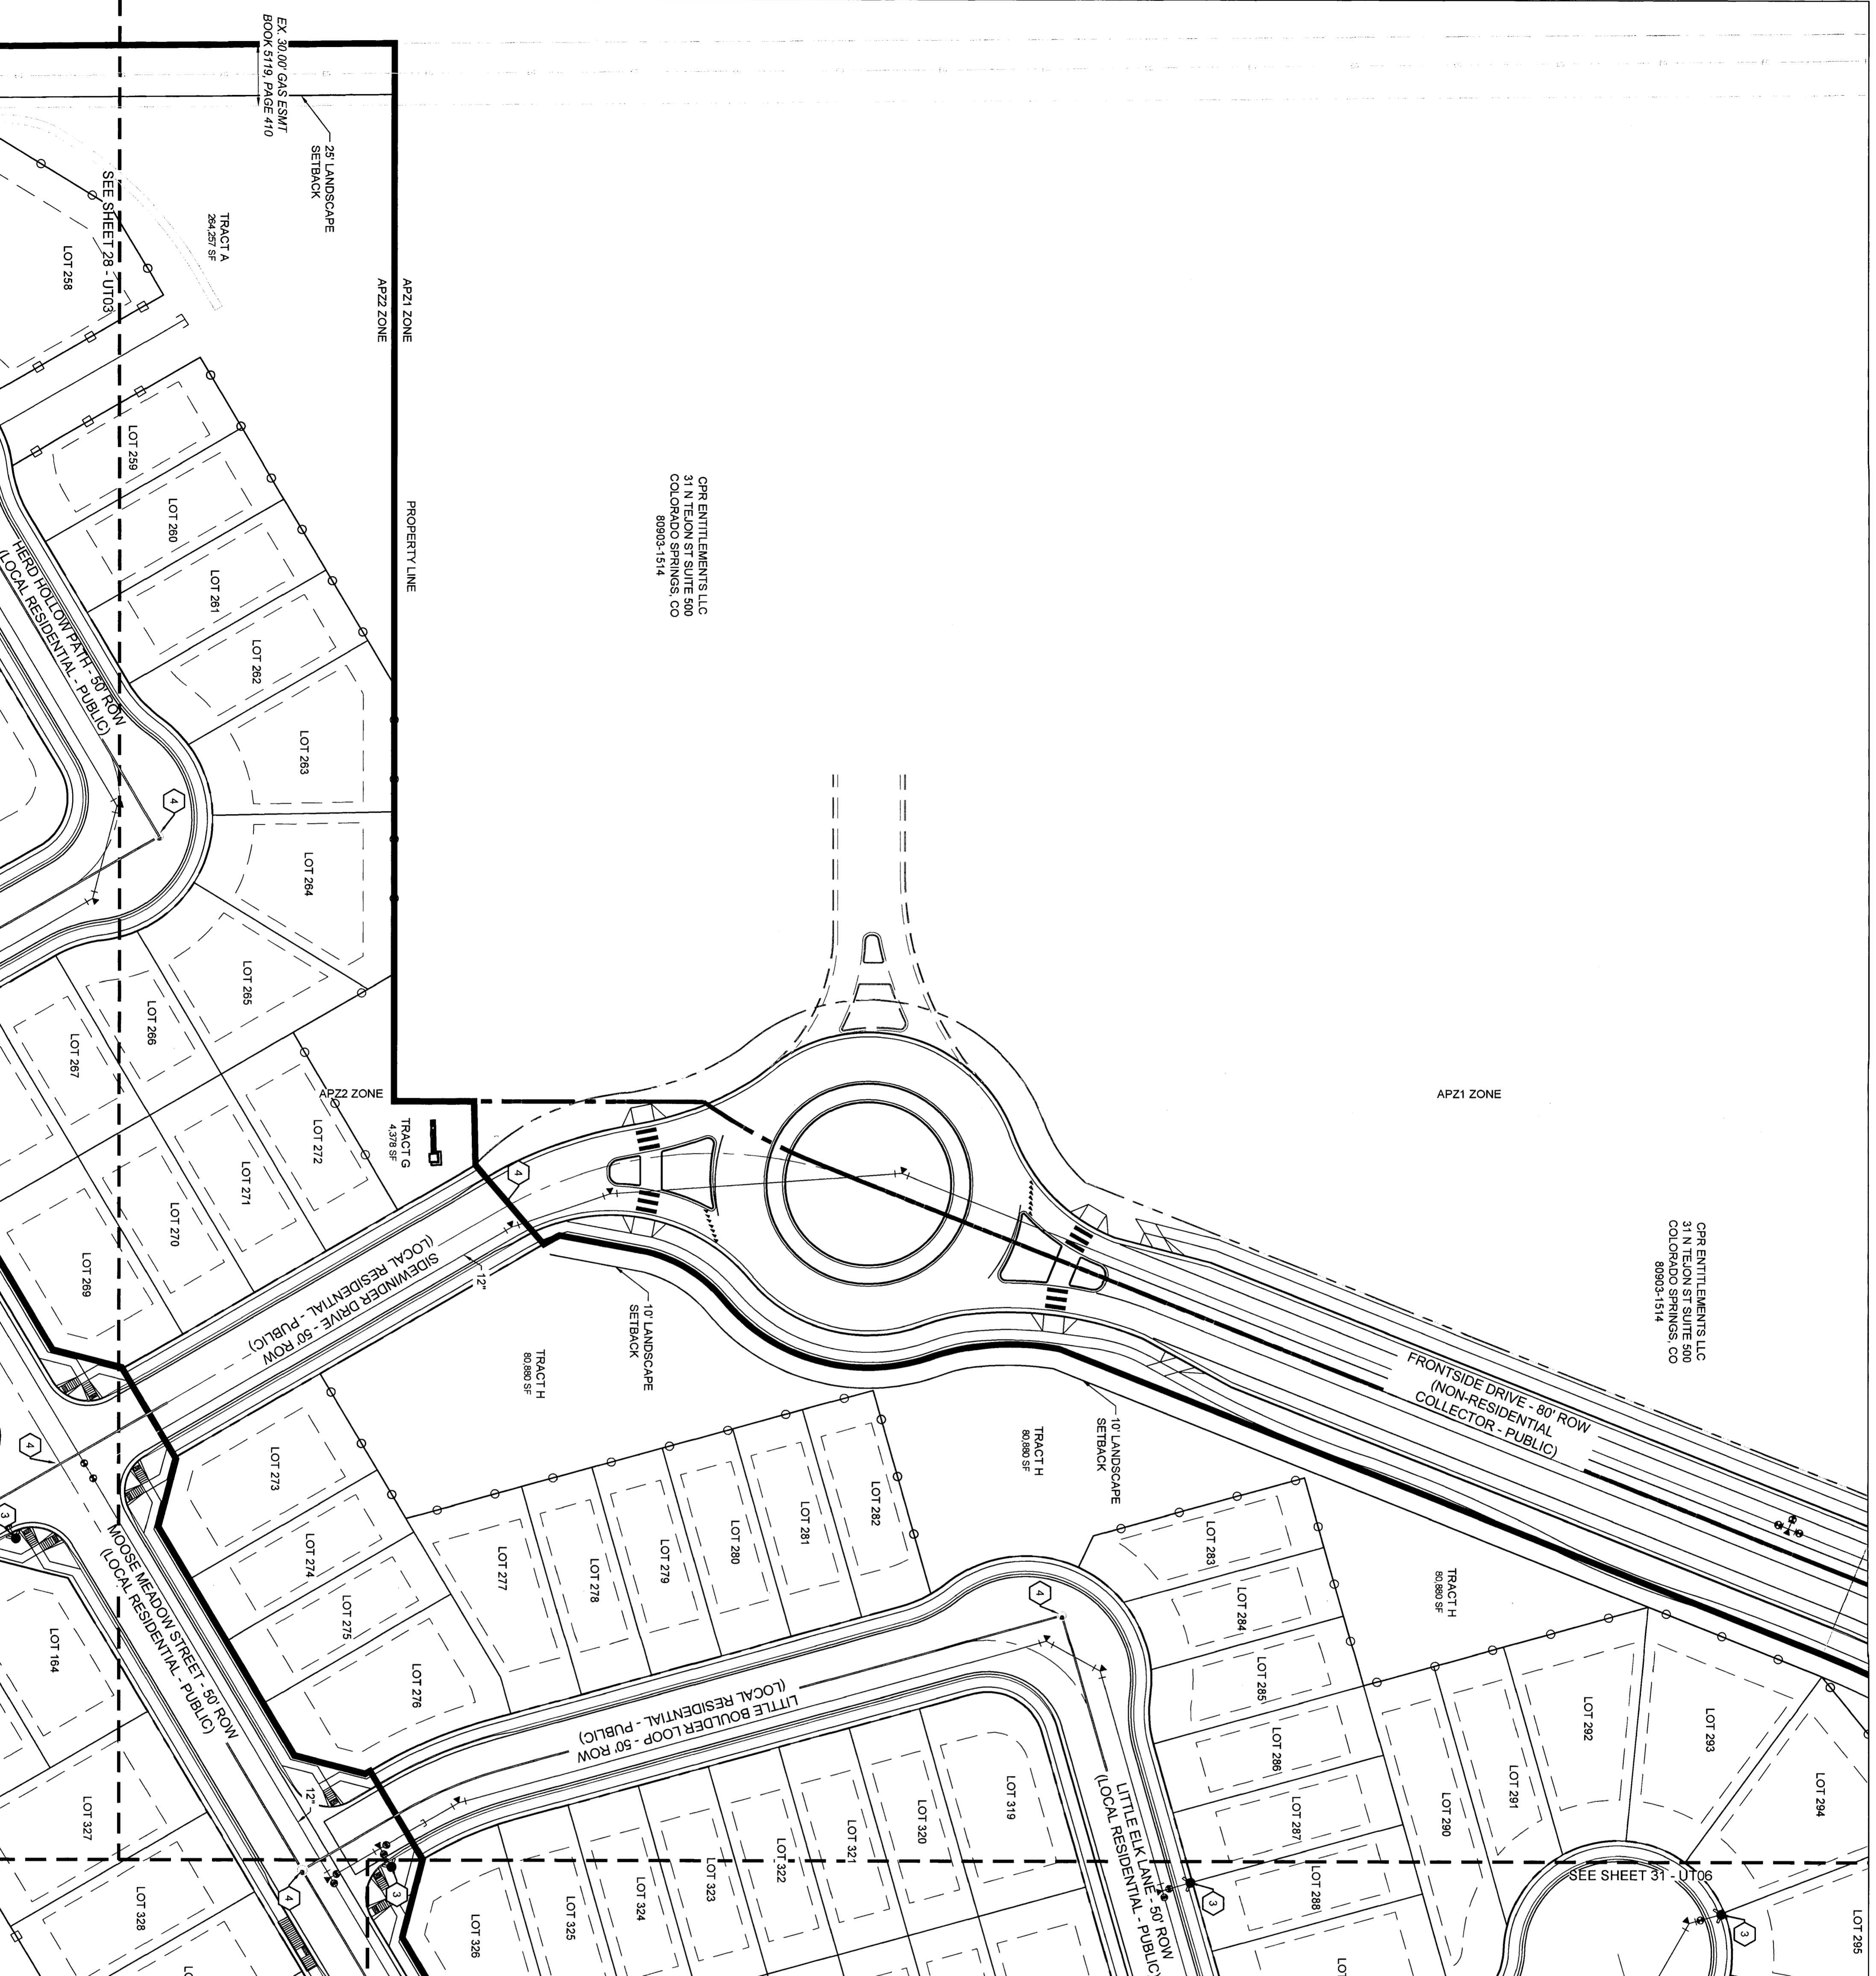 EX. 30.00' GAS ESMT
BOOK 5119, PAGE 410
25' LANDSCAPE
SETBACK
SEE SHEET 28 - UT03
TRACT A
264,257 SF
LOT 258
APZ1 ZONE
APZ2 ZONE
PROPERTY LINE
CPR ENTITLEMENTS LLC
31 N TEJON ST SUITE 500
COLORADO SPRINGS, CO
80903-1514
LOT 259
LOT 260
LOT 261
LOT 262
LOT 263
LOT 264
LOT 265
LOT 266
LOT 267
HERD HOLLOW PATH - 50' ROW
(LOCAL RESIDENTIAL - PUBLIC)
4
APZ2 ZONE
TRACT G
4,378 SF
LOT 272
LOT 271
LOT 270
LOT 269
4
SIDEWINDER DRIVE - 50' ROW
(LOCAL RESIDENTIAL - PUBLIC)
12"
10' LANDSCAPE
SETBACK
TRACT H
80,880 SF
APZ1 ZONE
CPR ENTITLEMENTS LLC
31 N TEJON ST SUITE 500
COLORADO SPRINGS, CO
80903-1514
FRONTSIDE DRIVE - 80' ROW
(NON-RESIDENTIAL
COLLECTOR - PUBLIC)
10' LANDSCAPE
SETBACK
TRACT H
80,880 SF
TRACT H
80,880 SF
4
3
LOT 273
LOT 274
LOT 275
LOT 276
LOT 277
LOT 278
LOT 279
LOT 280
LOT 281
LOT 282
LOT 283
LOT 284
LOT 285
LOT 286
LOT 287
LOT 288
LOT 290
LOT 291
LOT 292
LOT 293
LOT 294
LOT 295
4
MOOSE MEADOW STREET - 50' ROW
(LOCAL RESIDENTIAL - PUBLIC)
LITTLE BOULDER LOOP - 50' ROW
(LOCAL RESIDENTIAL - PUBLIC)
LITTLE ELK LANE - 50' ROW
(LOCAL RESIDENTIAL - PUBLIC)
12"
LOT 164
LOT 327
LOT 328
LOT 319
LOT 320
LOT 321
LOT 322
LOT 323
LOT 324
LOT 325
LOT 326
4
3
3
3
SEE SHEET 31 - UT06
LOT